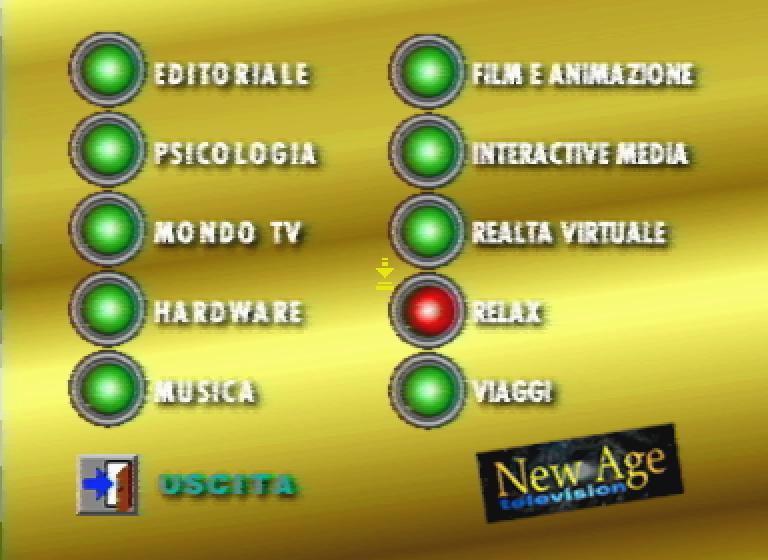 EDITORIALE
PSICOLOGIA
MONDO TV
HARDWARE
MUSICA
USCITA
FILM E ANIMAZIONE
INTERACTIVE MEDIA
REALTA VIRTUALE
RELAX
VIAGGI
New Age
television